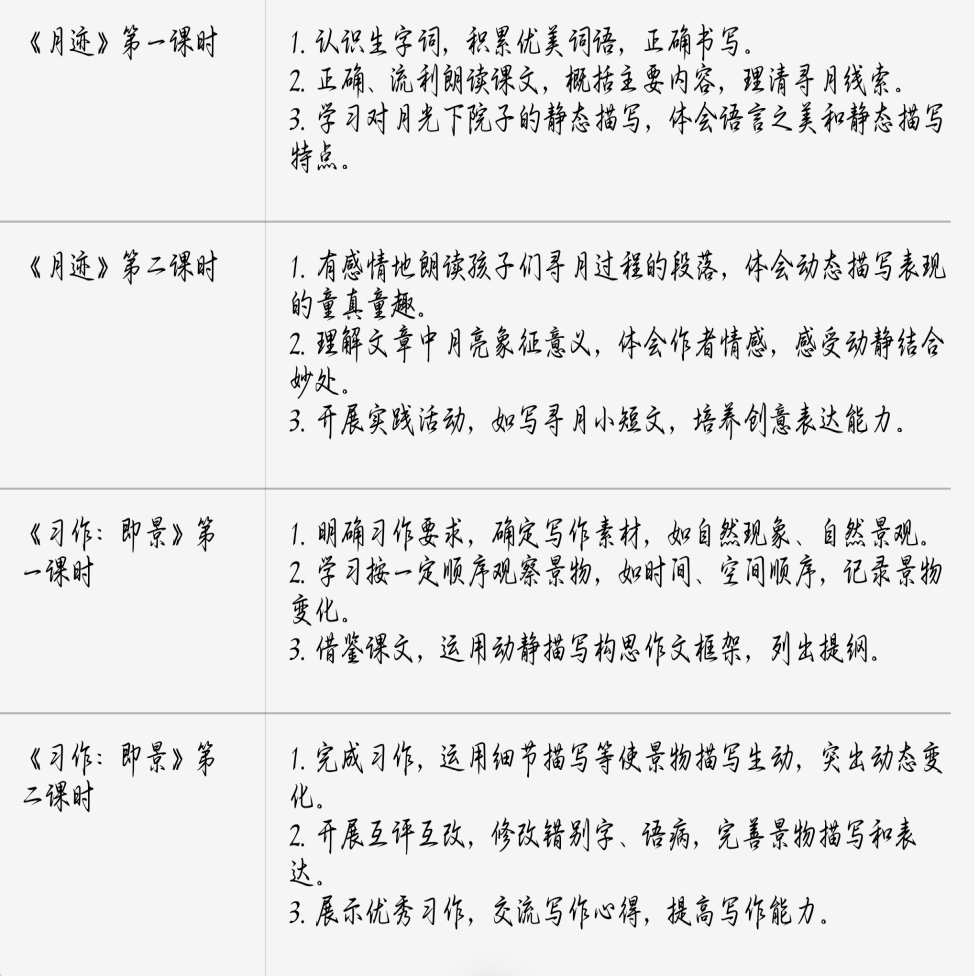 《月迹》第一课时
1. 认识生字词，积累优美词语，正确书写。
2. 正确、流利朗读课文，概括主要内容，理清寻月线索。
3. 学习对月光下院子的静态描写，体会语言之美和静态描写
特点。
《月迹》第二课时
1. 有感情地朗读孩子们寻月过程的段落，体会动态描写表现
的童真童趣。
2. 理解文章中月亮象征意义，体会作者情感，感受动静结合
妙处。
3. 开展实践活动，如写寻月小短文，培养创意表达能力。
《习作：即景》第
一课时
1. 明确习作要求，确定写作素材，如自然现象、自然景观。
2. 学习按一定顺序观察景物，如时间、空间顺序，记录景物
变化。
3. 借鉴课文，运用动静描写构思作文框架，列出提纲。
《习作：即景》第
二课时
1. 完成习作，运用细节描写等使景物描写生动，突出动态变
化。
2. 开展互评互改，修改错别字、语病，完善景物描写和表
达。
3. 展示优秀习作，交流写作心得，提高写作能力。